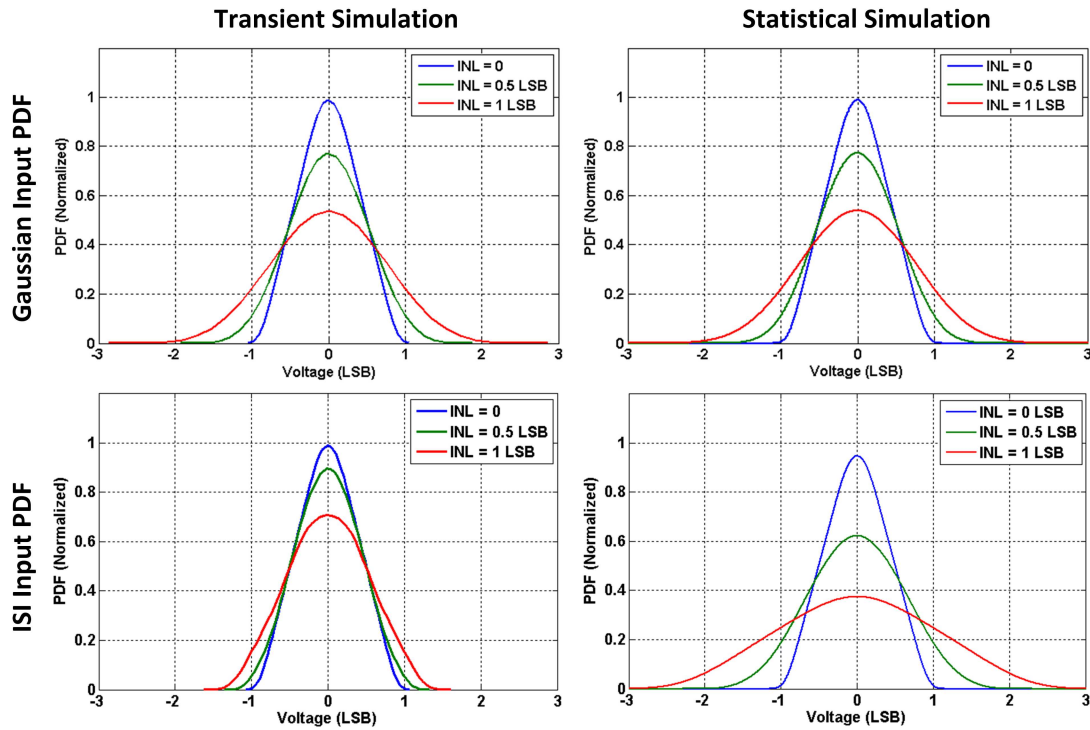 Transient Simulation
Statistical Simulation
Gaussian Input PDF
INL = 0
INL = 0.5 LSB
INL = 1 LSB
PDF (Normalized)
1
0.8
0.6
0.4
0.2
0
-3
-2
-1
0
1
2
3
Voltage (LSB)
INL = 0
INL = 0.5 LSB
INL = 1 LSB
PDF (Normalized)
1
0.8
0.6
0.4
0.2
0
-3
-2
-1
0
1
2
3
Voltage (LSB)
ISI Input PDF
INL = 0
INL = 0.5 LSB
INL = 1 LSB
PDF (Normalized)
1
0.8
0.6
0.4
0.2
0
-3
-2
-1
0
1
2
3
Voltage (LSB)
INL = 0 LSB
INL = 0.5 LSB
INL = 1 LSB
PDF (Normalized)
1
0.8
0.6
0.4
0.2
0
-3
-2
-1
0
1
2
3
Voltage (LSB)